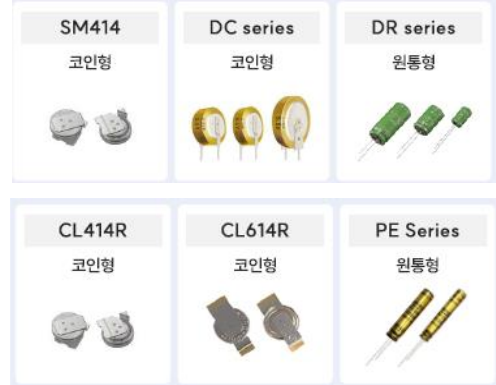 SM414
코인형
DC series
코인형
DR series
원통형
CL414R
코인형
CL614R
코인형
PE Series
원통형